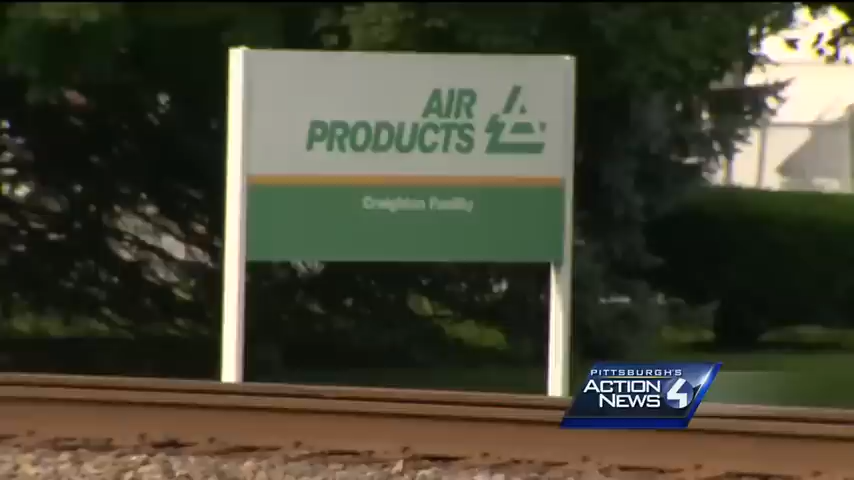 AIR
PRODUCTS
Creighton Facility
PITTSBURGH'S
ACTION
NEWS 4